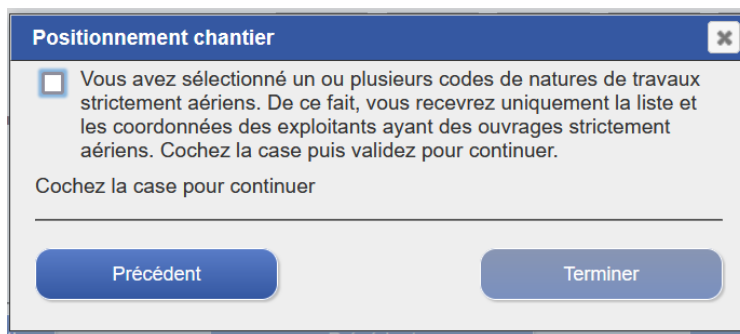 Positionnement chantier
Vous avez sélectionné un ou plusieurs codes de natures de travaux
strictement aériens. De ce fait, vous recevrez uniquement la liste et
les coordonnées des exploitants ayant des ouvrages strictement
aériens. Cochez la case puis validez pour continuer.
Cochez la case pour continuer
Précédent
Terminer